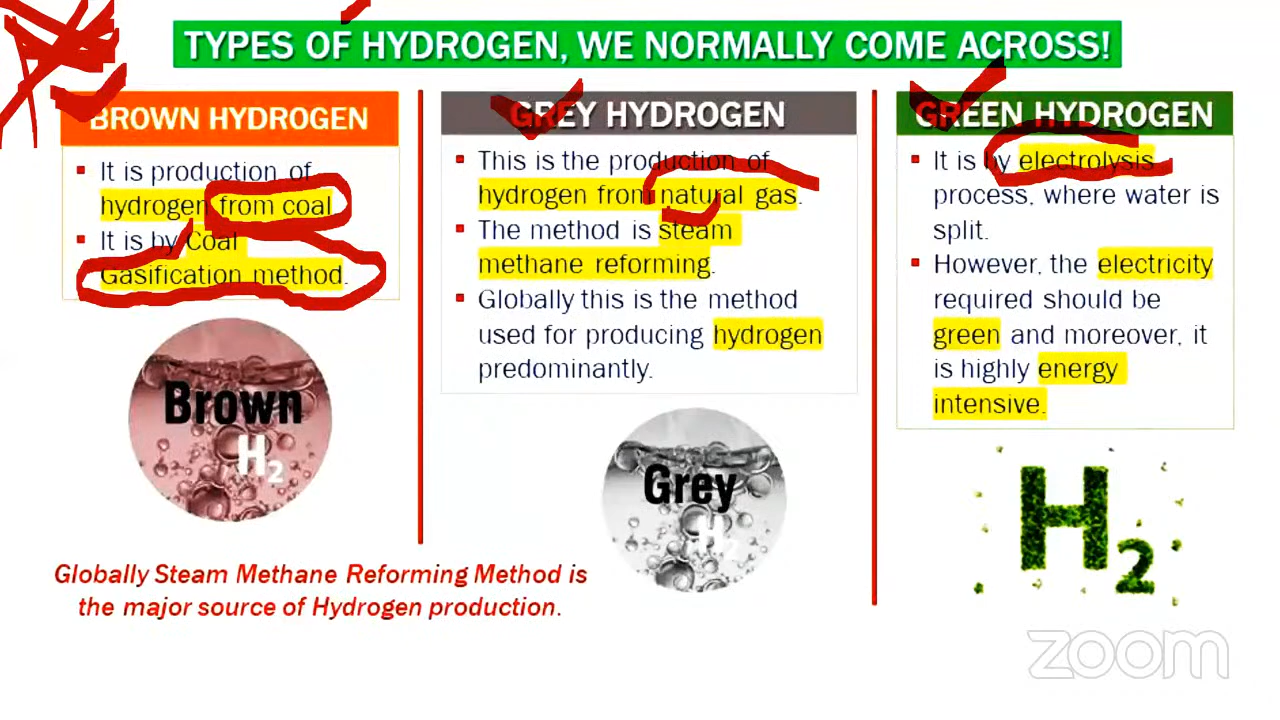 TYPES OF HYDROGEN, WE NORMALLY COME ACROSS!
BROWN HYDROGEN
It is production of
hydrogen from coal
It is by Coal
Gasification method.
Brown
H2
GREY HYDROGEN
This is the production of
hydrogen from natural gas.
The method is steam
methane reforming.
Globally this is the method
used for producing hydrogen
predominantly.
Grey
H2
GREEN HYDROGEN
It is by electrolysis
process, where water is
split.
However, the electricity
required should be
green and moreover, it
is highly energy
intensive.
H2
Globally Steam Methane Reforming Method is
the major source of Hydrogen production.
zoom